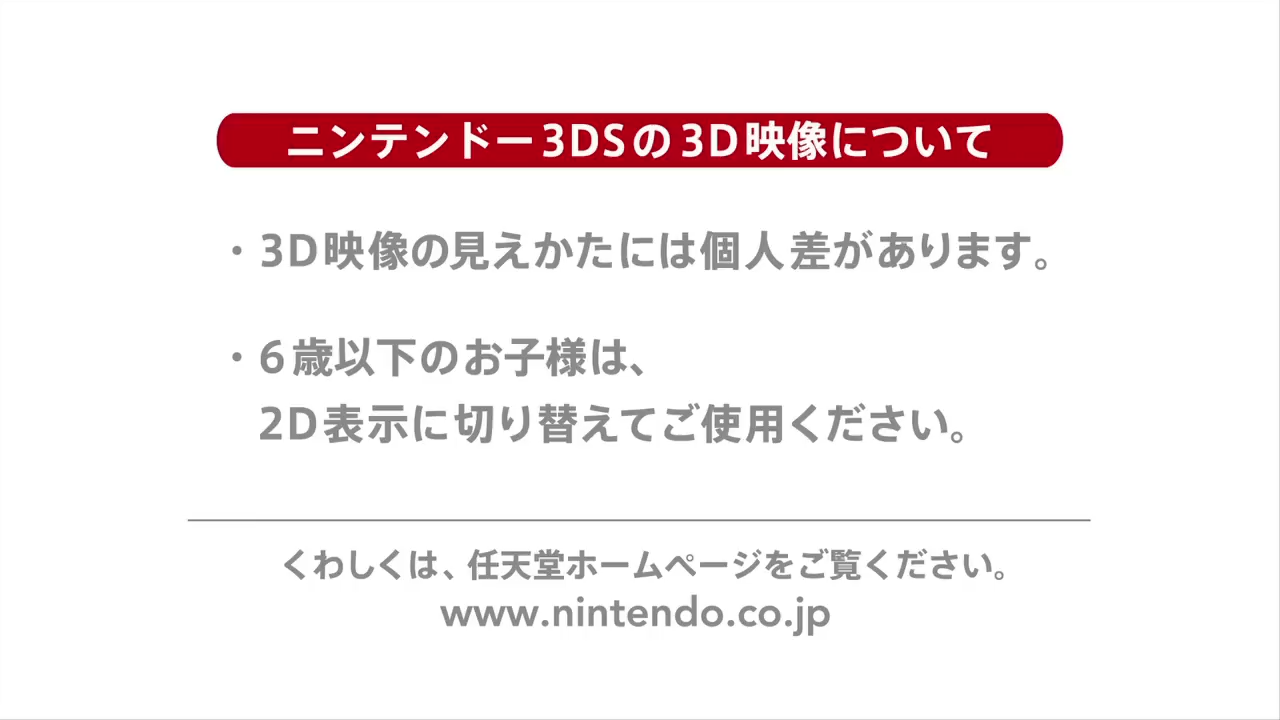 ニンテンドー3DSの3D映像について
・3D映像の見えかたには個人差があります。
・6歳以下のお子様は、
2D表示に切り替えてご使用ください。
くわしくは、任天堂ホームページをご覧ください。
www.nintendo.co.jp